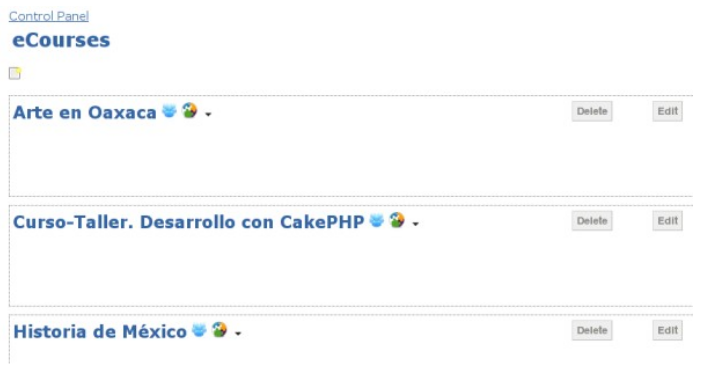 Control Panel
eCourses
Arte en Oaxaca Delete Edit
Curso-Taller. Desarrollo con CakePHP Delete Edit
Historia de México Delete Edit